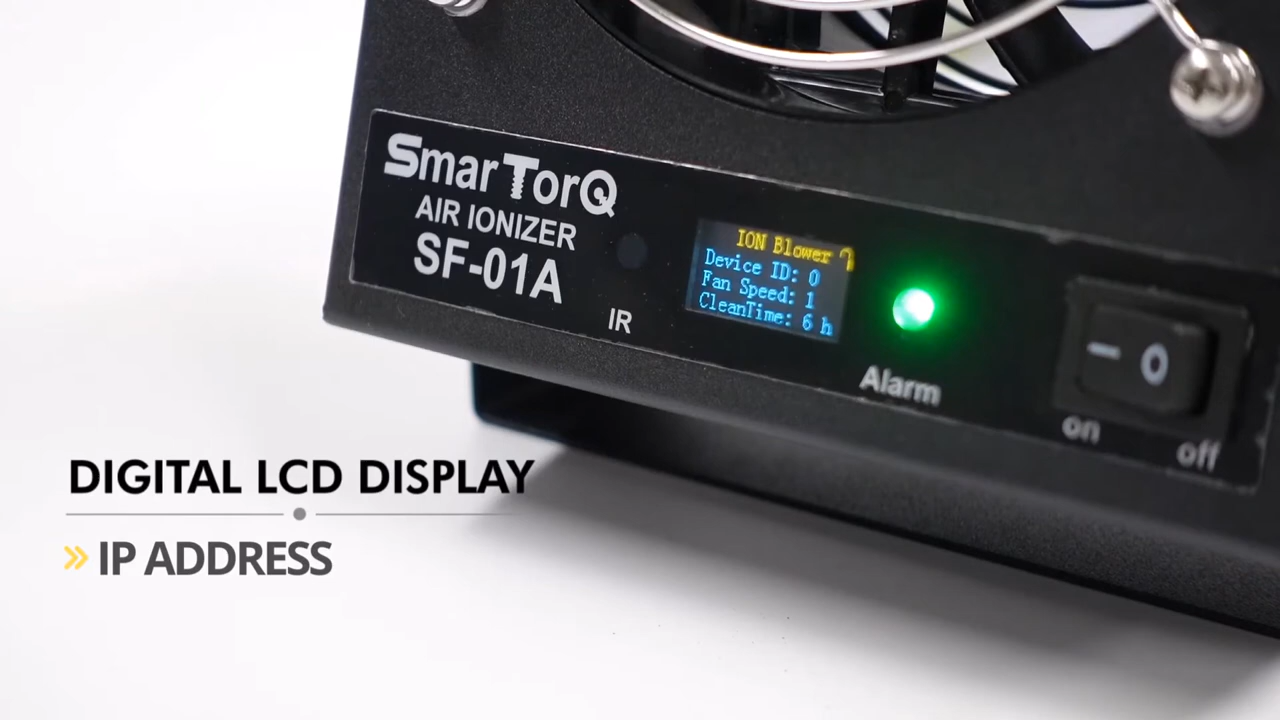 SmarTorQ
AIR IONIZER
SF-01A
IR
ION Blower
Device ID: 0
Fan Speed: 1
CleanTime: 6 h
Alarm
on
off
DIGITAL LCD DISPLAY
» IP ADDRESS